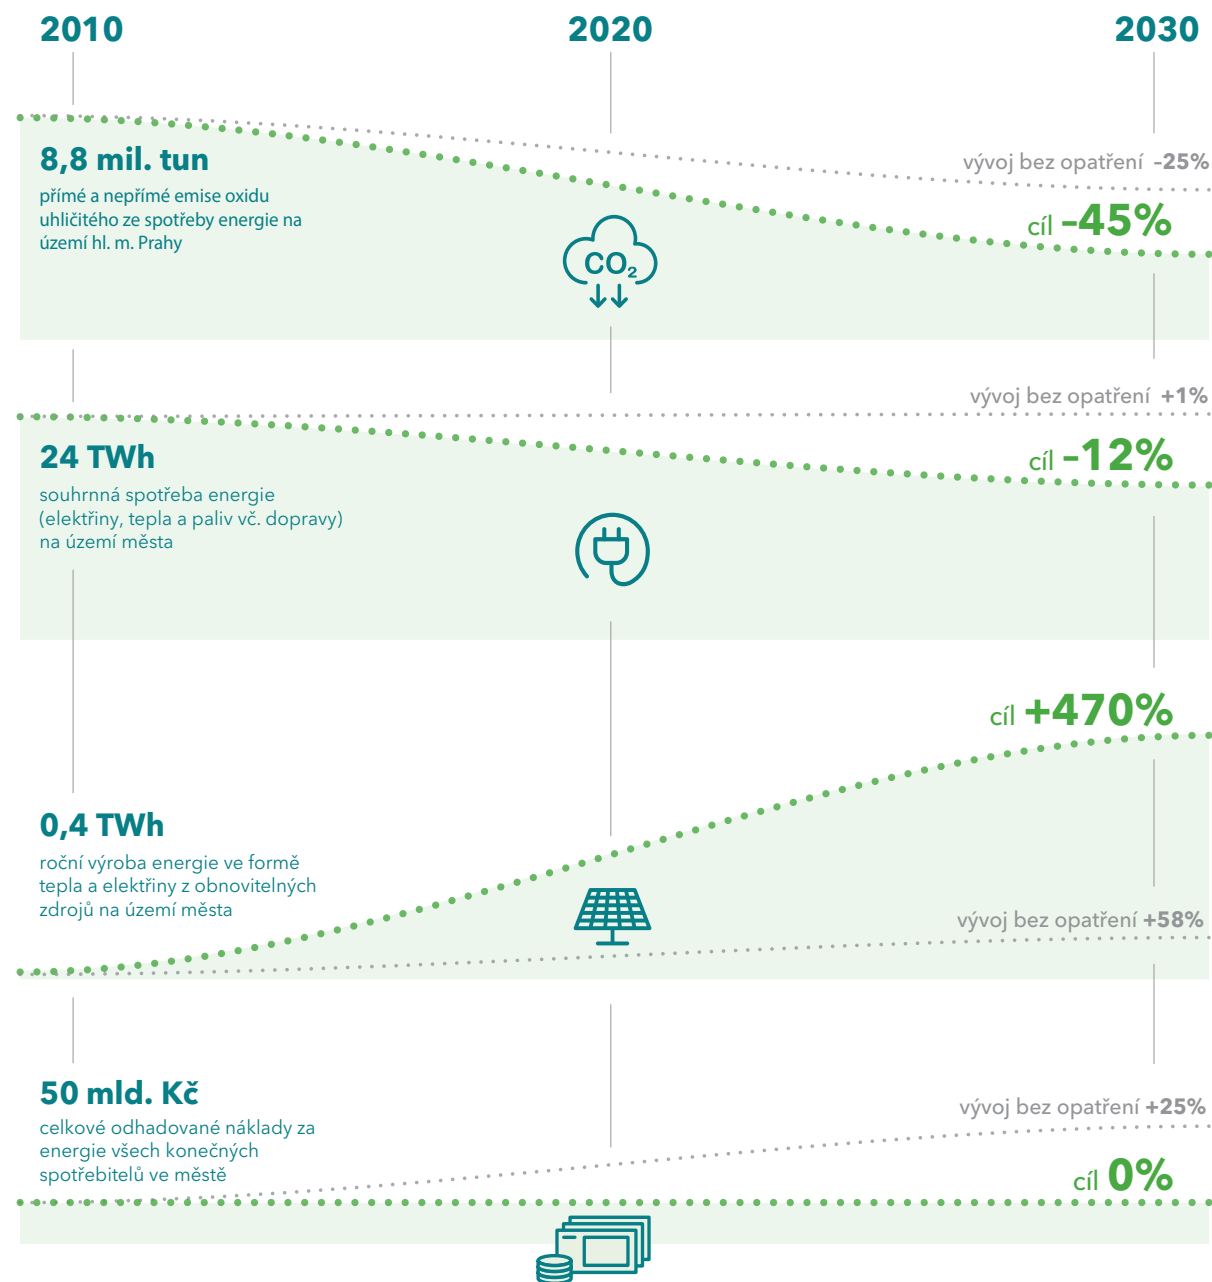 2010 2020 2030
8,8 mil. tun
přímé a nepřímé emise oxidu
uhličitého ze spotřeby energie na
území hl. m. Prahy
vývoj bez opatření –25%
cíl –45%
CO₂
vývoj bez opatření +1%
24 TWh
souhrnná spotřeba energie
(elektřiny, tepla a paliv vč. dopravy)
na území města
cíl –12%
cíl +470%
0,4 TWh
roční výroba energie ve formě
tepla a elektřiny z obnovitelných
zdrojů na území města
vývoj bez opatření +58%
50 mld. Kč
celkové odhadované náklady za
energie všech konečných
spotřebitelů ve městě
vývoj bez opatření +25%
cíl 0%